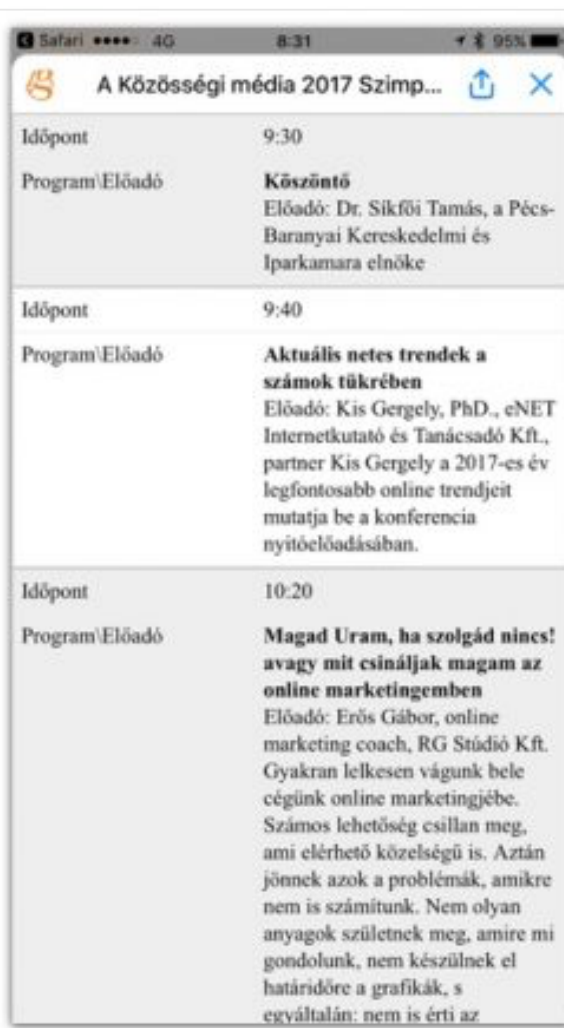 Safari 4G 8:31 95%
A Közösségi média 2017 Szimp...
Időpont 9:30
Program\Előadó Köszöntő
Előadó: Dr. Síkfői Tamás, a Pécs-
Baranyai Kereskedelmi és
Iparkamara elnöke
Időpont 9:40
Program\Előadó Aktuális netes trendek a
számok tükrében
Előadó: Kis Gergely, PhD., eNET
Internetkutató és Tanácsadó Kft.,
partner Kis Gergely a 2017-es év
legfontosabb online trendjeit
mutatja be a konferencia
nyitóelőadásában.
Időpont 10:20
Program\Előadó Magad Uram, ha szolgád nincs!
avagy mit csináljak magam az
online marketingemben
Előadó: Erős Gábor, online
marketing coach, RG Stúdió Kft.
Gyakran lelkesen vágunk bele
cégünk online marketingjébe.
Számos lehetőség csillan meg,
ami elérhető közelségű is. Aztán
jönnek azok a problémák, amikre
nem is számítunk. Nem olyan
anyagok születnek meg, amire mi
gondolunk, nem készülnek el
határidőre a grafikák, s
egyáltalán: nem is érti az